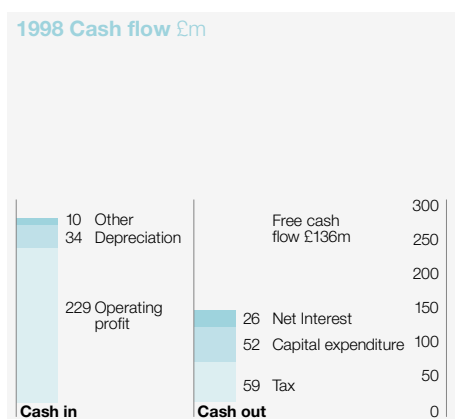 1998 Cash flow £m
10 Other
34 Depreciation
229 Operating
profit
Cash in
Free cash
flow £136m
26 Net Interest
52 Capital expenditure
59 Tax
Cash out
300
250
200
150
100
50
0